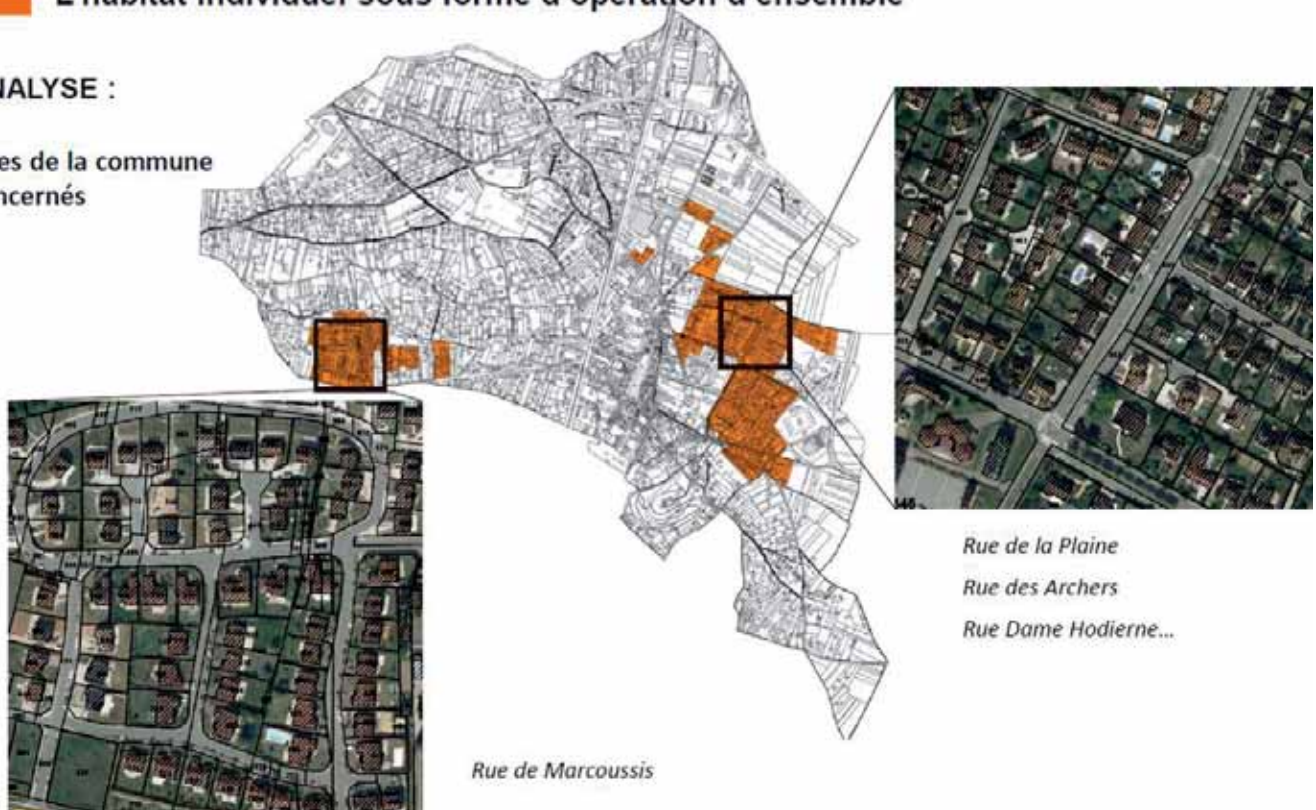 L'habitat individuel sous forme d'opération d'ensemble
NALYSE :
es de la commune
ncernés
Rue de la Plaine
Rue des Archers
Rue Dame Hodierne...
Rue de Marcoussis